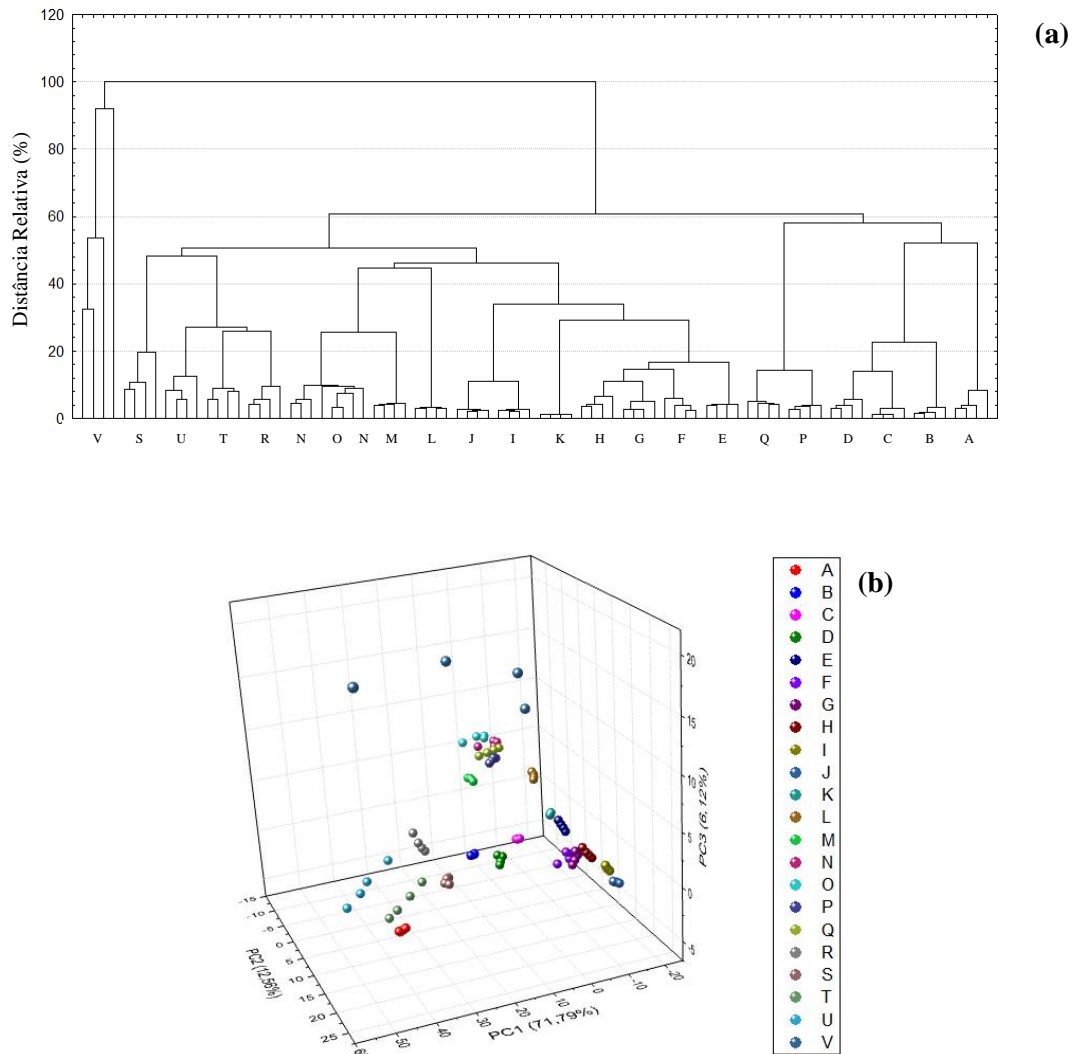 (a)
Distância Relativa (%)
120
100
80
60
40
20
0
V S U T R N O N M L J I K H G F E Q P D C B A
(b)
A
B
C
D
E
F
G
H
I
J
K
L
M
N
O
P
Q
R
S
T
U
V
20
15
10
5
0
-5
PC3 (6,12%)
-15
-10
-5
0
5
10
15
20
25
PC2 (12,56%)
50
40
30
20
10
0
-10
-20
PC1 (71,79%)